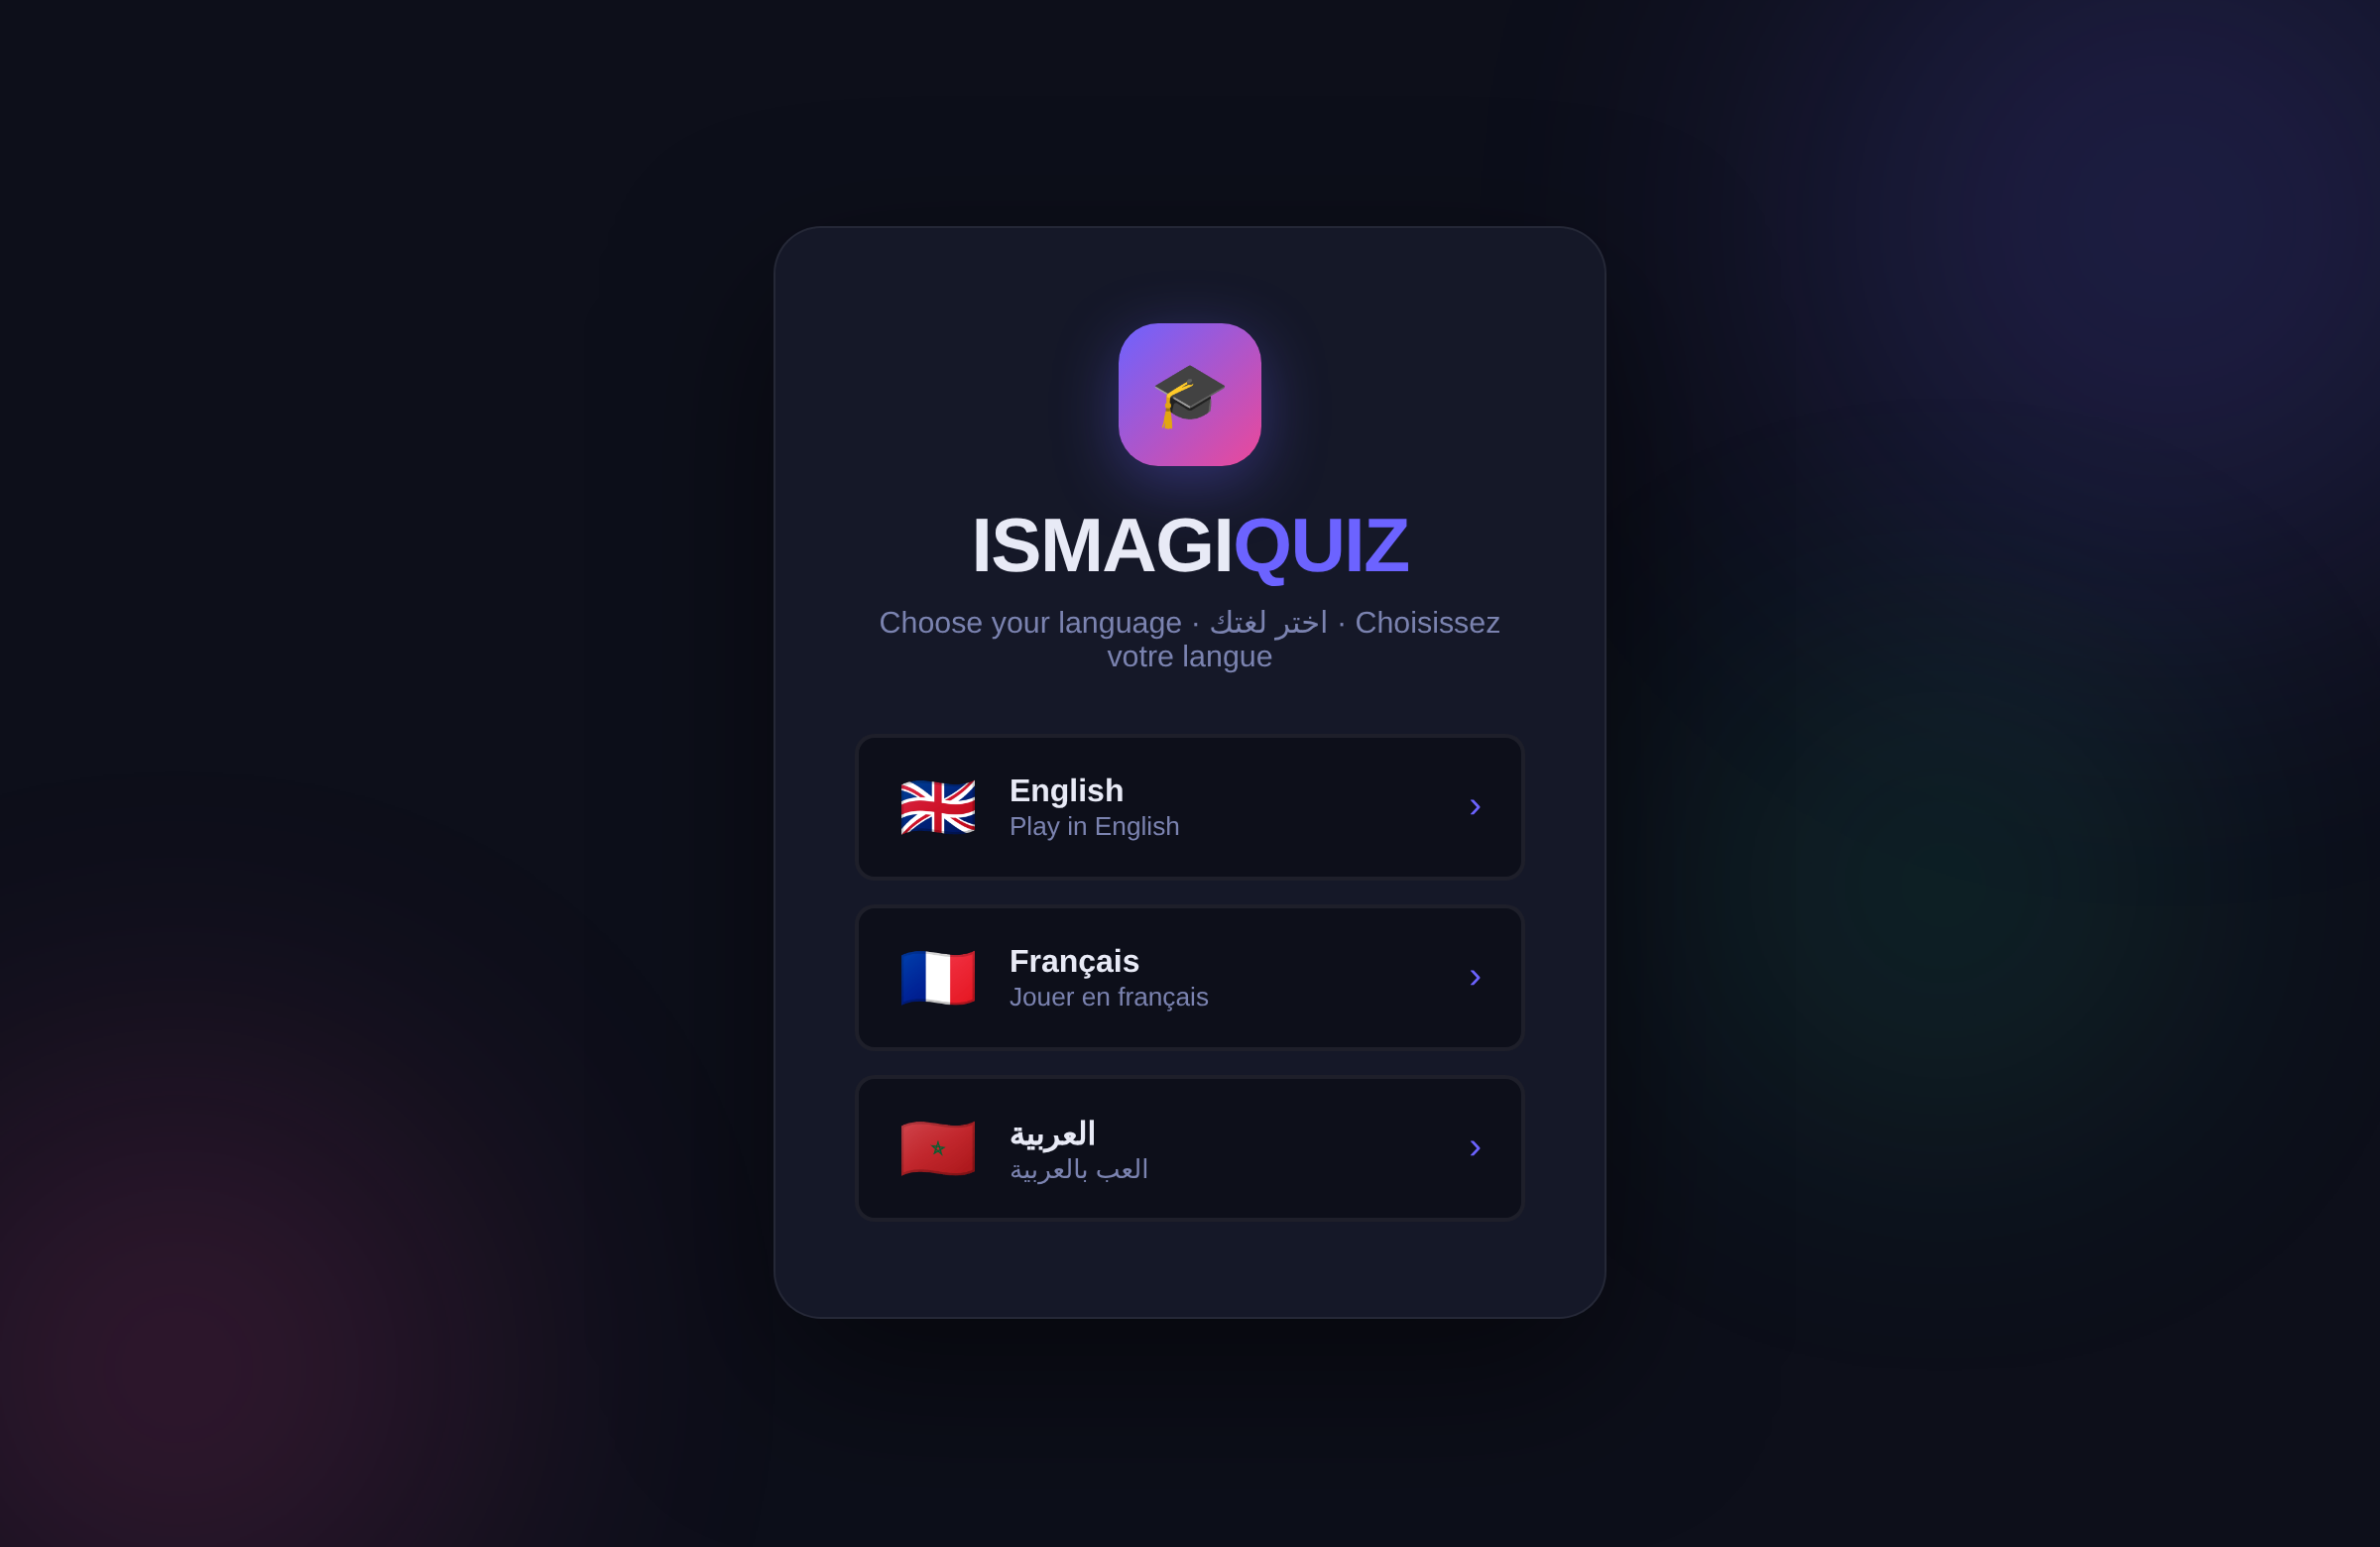 ISMAGIQUIZ
Choose your language · اختر لغتك · Choisissez
votre langue
English
Play in English
›
Français
Jouer en français
›
العربية
العب بالعربية
›